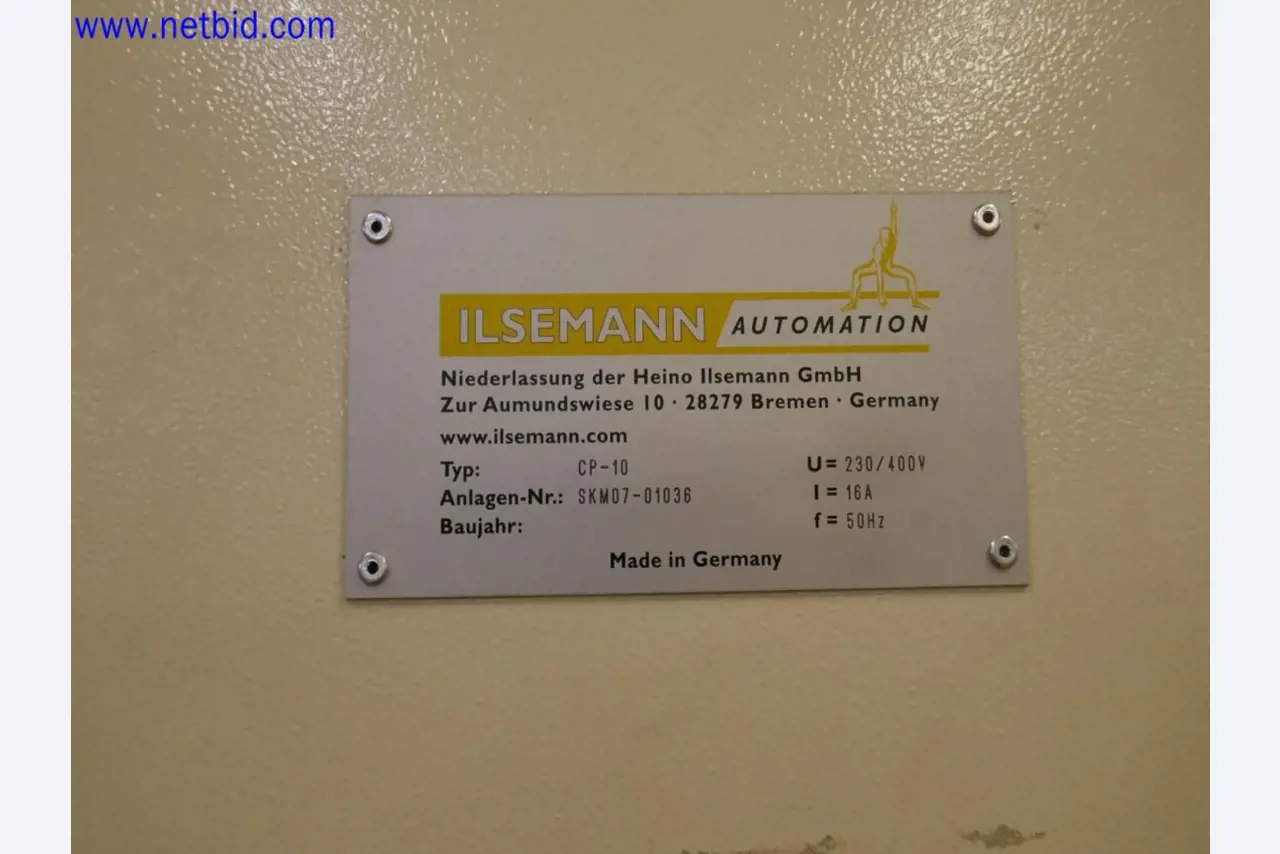 www.netbid.com
ILSEMANN AUTOMATION
Niederlassung der Heino Ilsemann GmbH
Zur Aumundswiese 10 · 28279 Bremen · Germany
www.ilsemann.com
Typ: CP-10 U= 230/400V
Anlagen-Nr.: SKM07-01036 I = 16A
Baujahr: f = 50Hz
Made in Germany